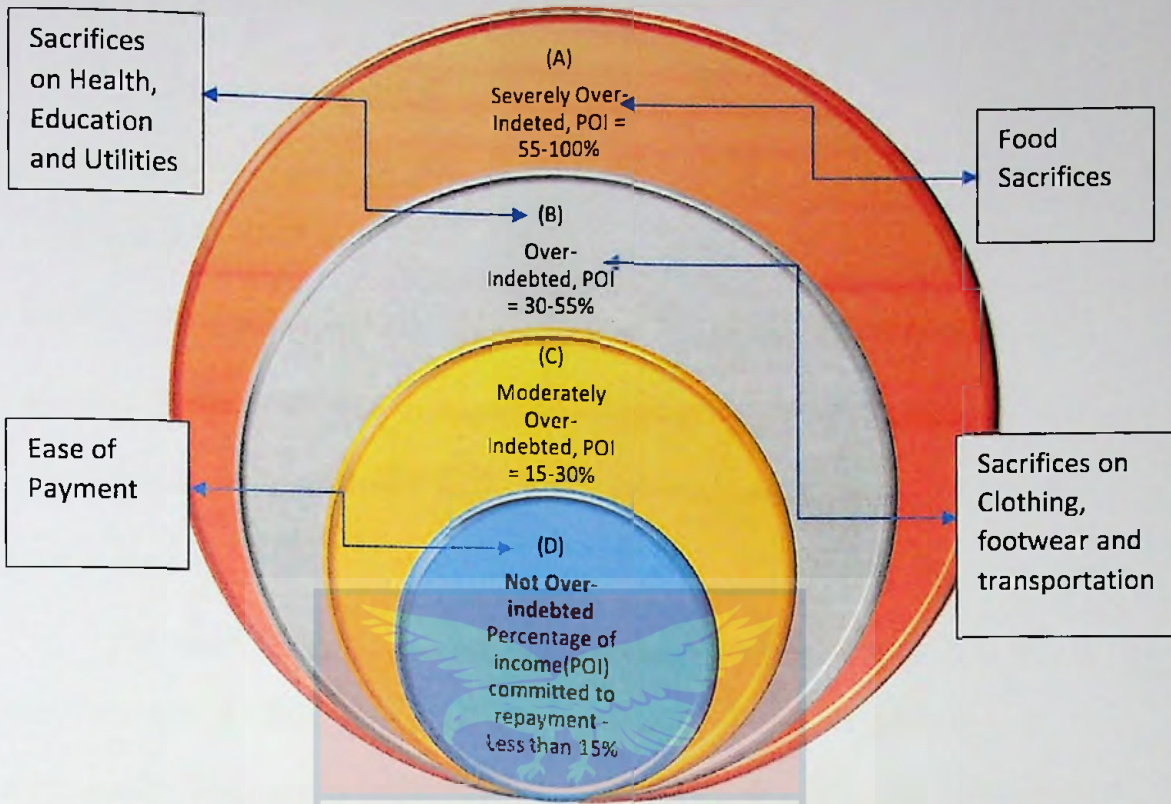 Sacrifices
on Health,
Education
and Utilities
(A)
Severely Over-
Indeted, POI =
55-100%
Food
Sacrifices
(B)
Over-
Indebted, POI
= 30-55%
(C)
Moderately
Over-
Indebted, POI
= 15-30%
Ease of
Payment
Sacrifices on
Clothing,
footwear and
transportation
(D)
Not Over-
indebted
Percentage of
income(POI)
committed to
repayment -
Less than 15%